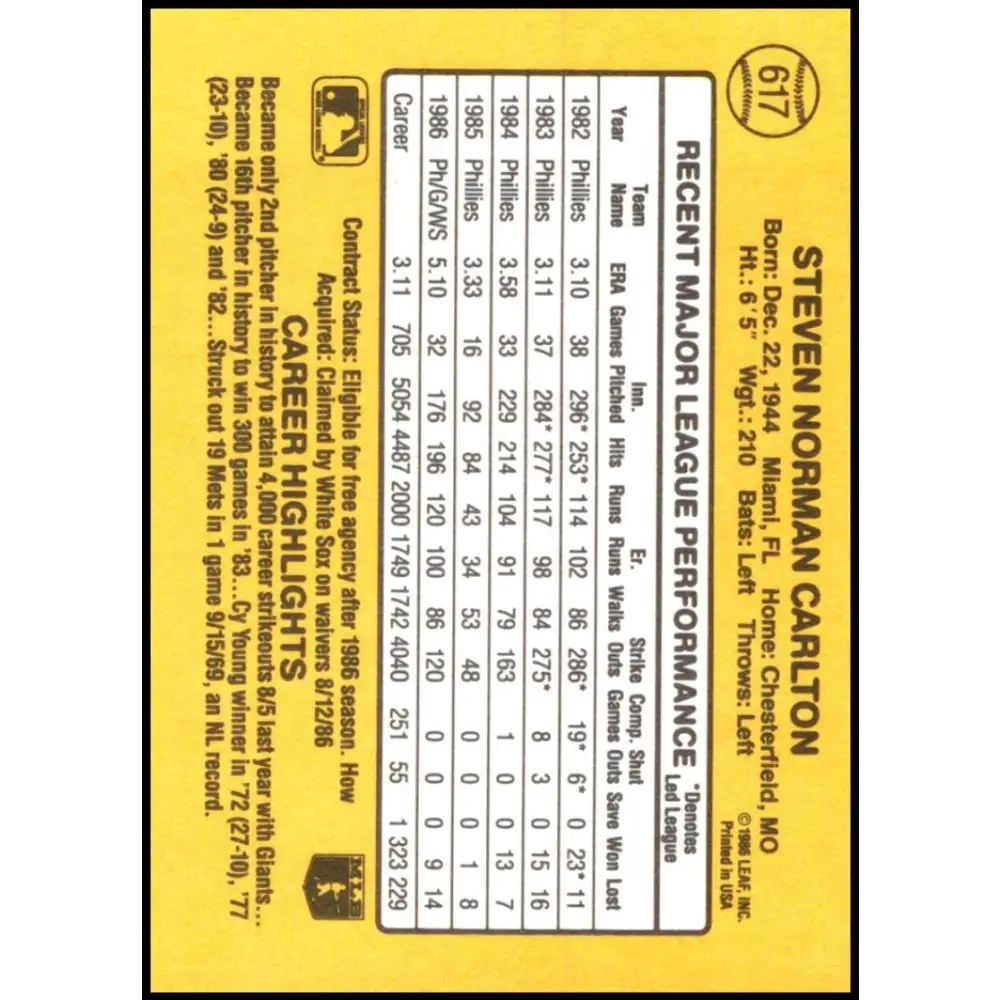 617
STEVEN NORMAN CARLTON
Born: Dec. 22, 1944 Miami, FL Home: Chesterfield, MO
Ht.: 6'5" Wgt.: 210 Bats: Left Throws: Left
© 1986 LEAF, INC.
Printed in USA
RECENT MAJOR LEAGUE PERFORMANCE *Denotes Led League
Team Inn. Er. Strike Comp. Shut
Year Name ERA Games Pitched Hits Runs Runs Walks Outs Games Outs Save Won Lost
1982 Phillies 3.10 38 296* 253* 114 102 86 286* 19* 6* 0 23* 11
1983 Phillies 3.11 37 284* 277* 117 98 84 275* 8 3 0 15 16
1984 Phillies 3.58 33 229 214 104 91 79 163 1 0 0 13 7
1985 Phillies 3.33 16 92 84 43 34 53 48 0 0 0 1 8
1986 Ph/G/WS 5.10 32 176 196 120 100 86 120 0 0 0 9 14
Career 3.11 705 5054 4487 2000 1749 1742 4040 251 55 1 323 229
Contract Status: Eligible for free agency after 1986 season. How
Acquired: Claimed by White Sox on waivers 8/12/86
MLB
CAREER HIGHLIGHTS
Became only 2nd pitcher in history to attain 4,000 career strikeouts 8/5 last year with Giants...
Became 16th pitcher in history to win 300 games in '83...Cy Young winner in '72 (27-10), '77
(23-10), '80 (24-9) and '82...Struck out 19 Mets in 1 game 9/15/69, an NL record.